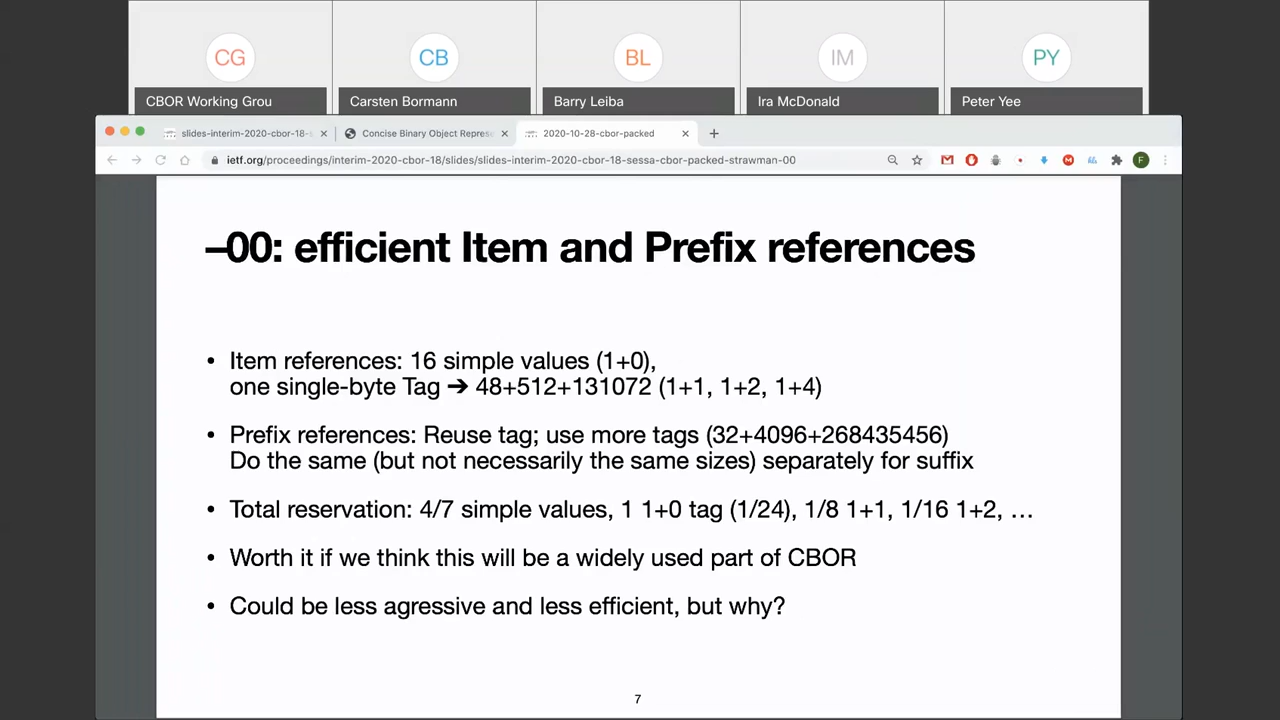 CG
CB
BL
IM
PY
CBOR Working Grou
Carsten Bormann
Barry Leiba
Ira McDonald
Peter Yee
slides-interim-2020-cbor-18-s
Concise Binary Object Represe
2020-10-28-cbor-packed
ietf.org/proceedings/interim-2020-cbor-18/slides/slides-interim-2020-cbor-18-sessa-cbor-packed-strawman-00
F
–00: efficient Item and Prefix references
• Item references: 16 simple values (1+0),
one single-byte Tag ➔ 48+512+131072 (1+1, 1+2, 1+4)
• Prefix references: Reuse tag; use more tags (32+4096+268435456)
Do the same (but not necessarily the same sizes) separately for suffix
• Total reservation: 4/7 simple values, 1 1+0 tag (1/24), 1/8 1+1, 1/16 1+2, …
• Worth it if we think this will be a widely used part of CBOR
• Could be less agressive and less efficient, but why?
7